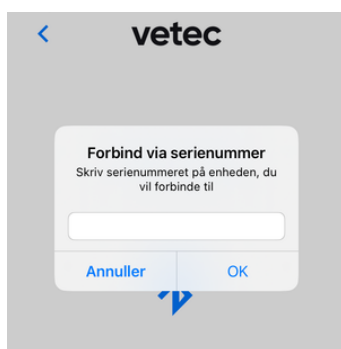 vetec
Forbind via serienummer
Skriv serienummeret på enheden, du
vil forbinde til
Annuller
OK